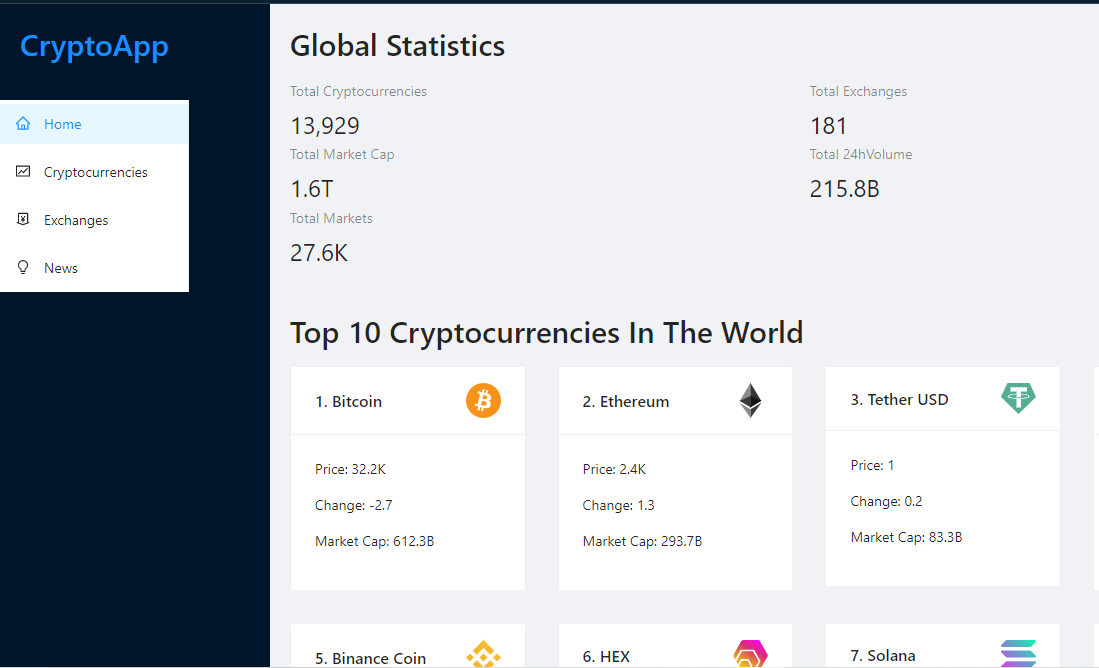 CryptoApp
Home
Cryptocurrencies
Exchanges
News
Global Statistics
Total Cryptocurrencies
13,929
Total Exchanges
181
Total Market Cap
1.6T
Total 24hVolume
215.8B
Total Markets
27.6K
Top 10 Cryptocurrencies In The World
1. Bitcoin
Price: 32.2K
Change: -2.7
Market Cap: 612.3B
2. Ethereum
Price: 2.4K
Change: 1.3
Market Cap: 293.7B
3. Tether USD
Price: 1
Change: 0.2
Market Cap: 83.3B
5. Binance Coin
6. HEX
7. Solana